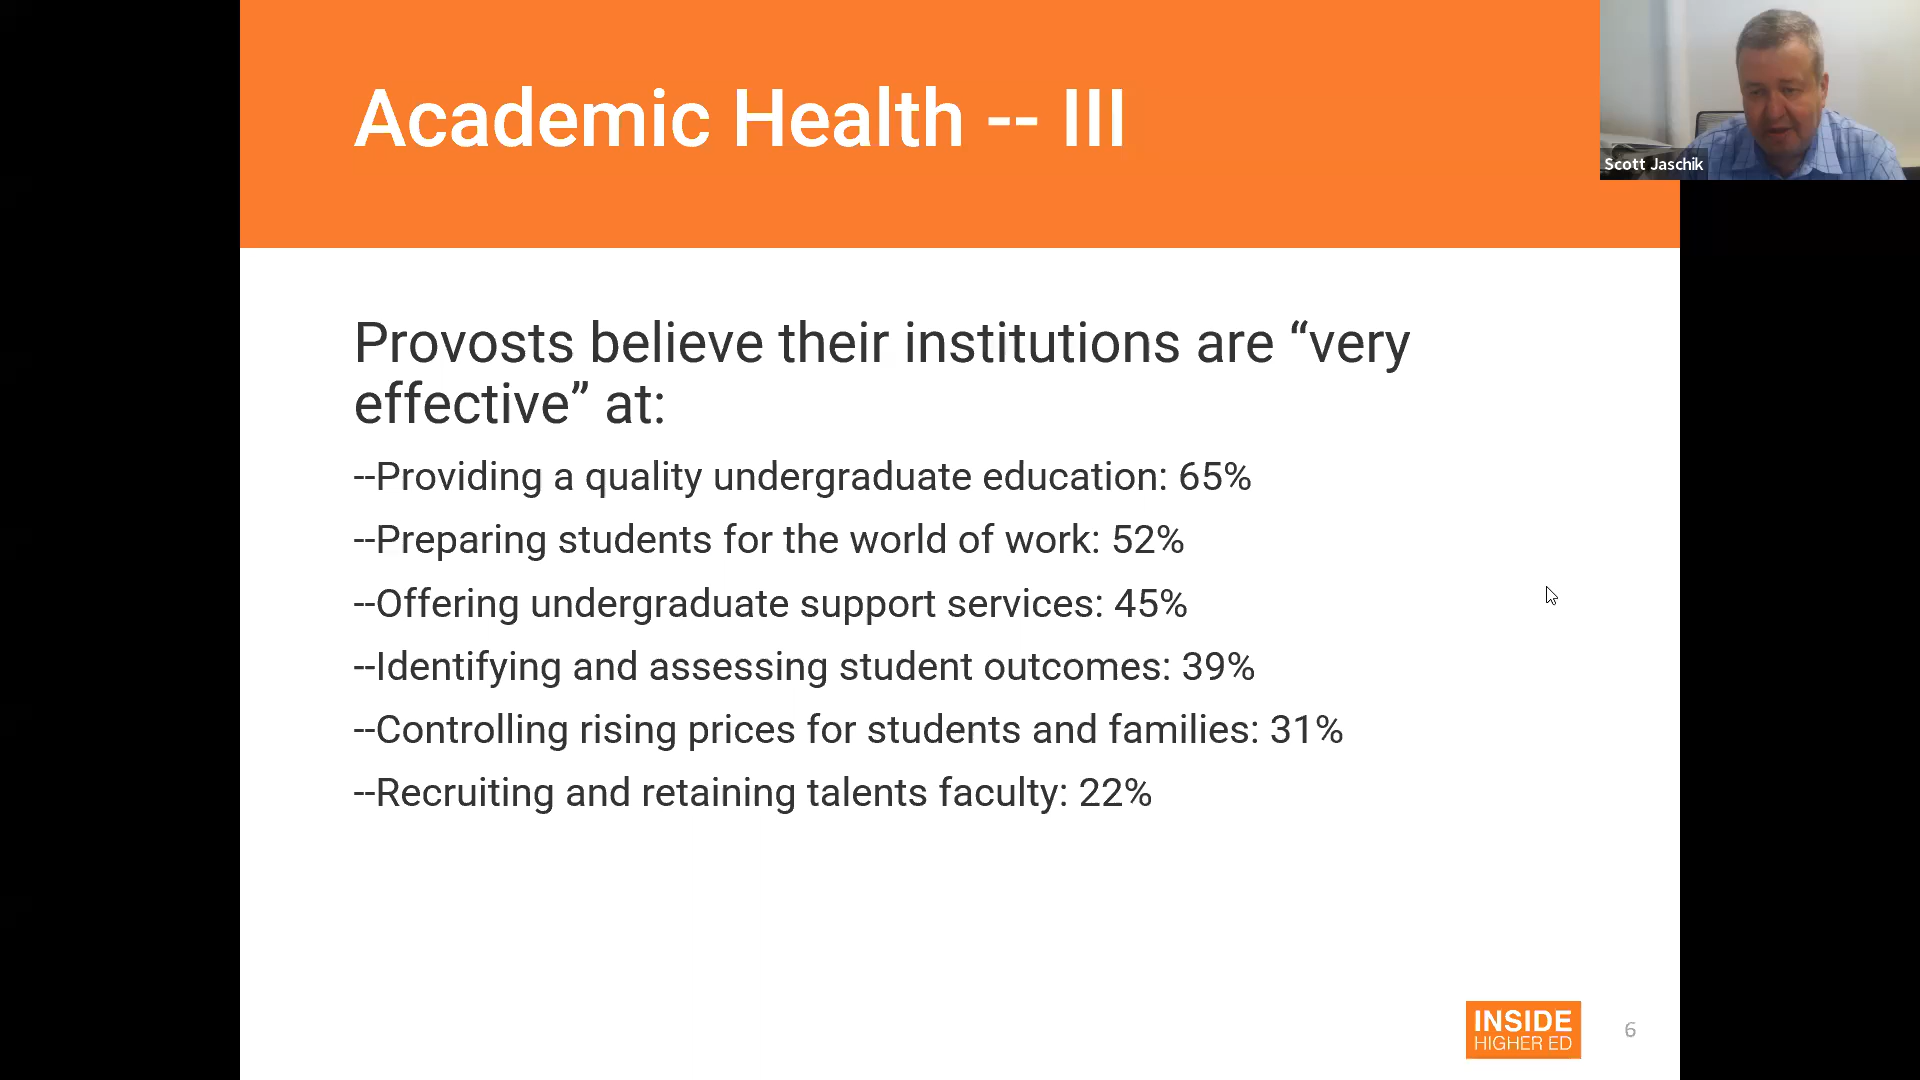 Academic Health -- III
Scott Jaschik
Provosts believe their institutions are “very
effective” at:
--Providing a quality undergraduate education: 65%
--Preparing students for the world of work: 52%
--Offering undergraduate support services: 45%
--Identifying and assessing student outcomes: 39%
--Controlling rising prices for students and families: 31%
--Recruiting and retaining talents faculty: 22%
INSIDE
HIGHER ED
6